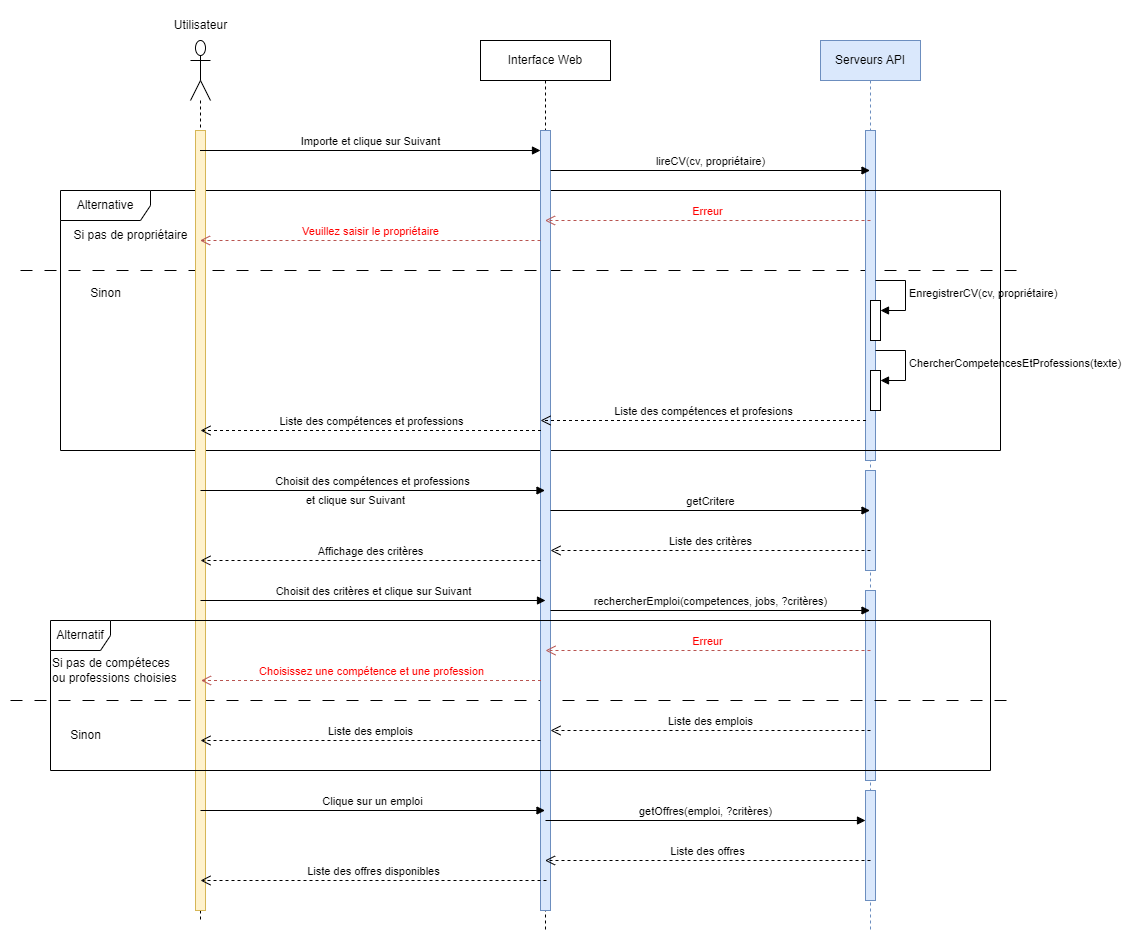 Utilisateur
Interface Web
Serveurs API
Importe et clique sur Suivant
lireCV(cv, propriétaire)
Alternative
Erreur
Si pas de propriétaire
Veuillez saisir le propriétaire
Sinon
EnregistrerCV(cv, propriétaire)
ChercherCompetencesEtProfessions(texte)
Liste des compétences et profesions
Liste des compétences et professions
Choisit des compétences et professions
et clique sur Suivant
getCritere
Liste des critères
Affichage des critères
Choisit des critères et clique sur Suivant
rechercherEmploi(competences, jobs, ?critères)
Alternatif
Erreur
Si pas de compéteces
ou professions choisies
Choisissez une compétence et une profession
Liste des emplois
Sinon
Liste des emplois
Clique sur un emploi
getOffres(emploi, ?critères)
Liste des offres
Liste des offres disponibles